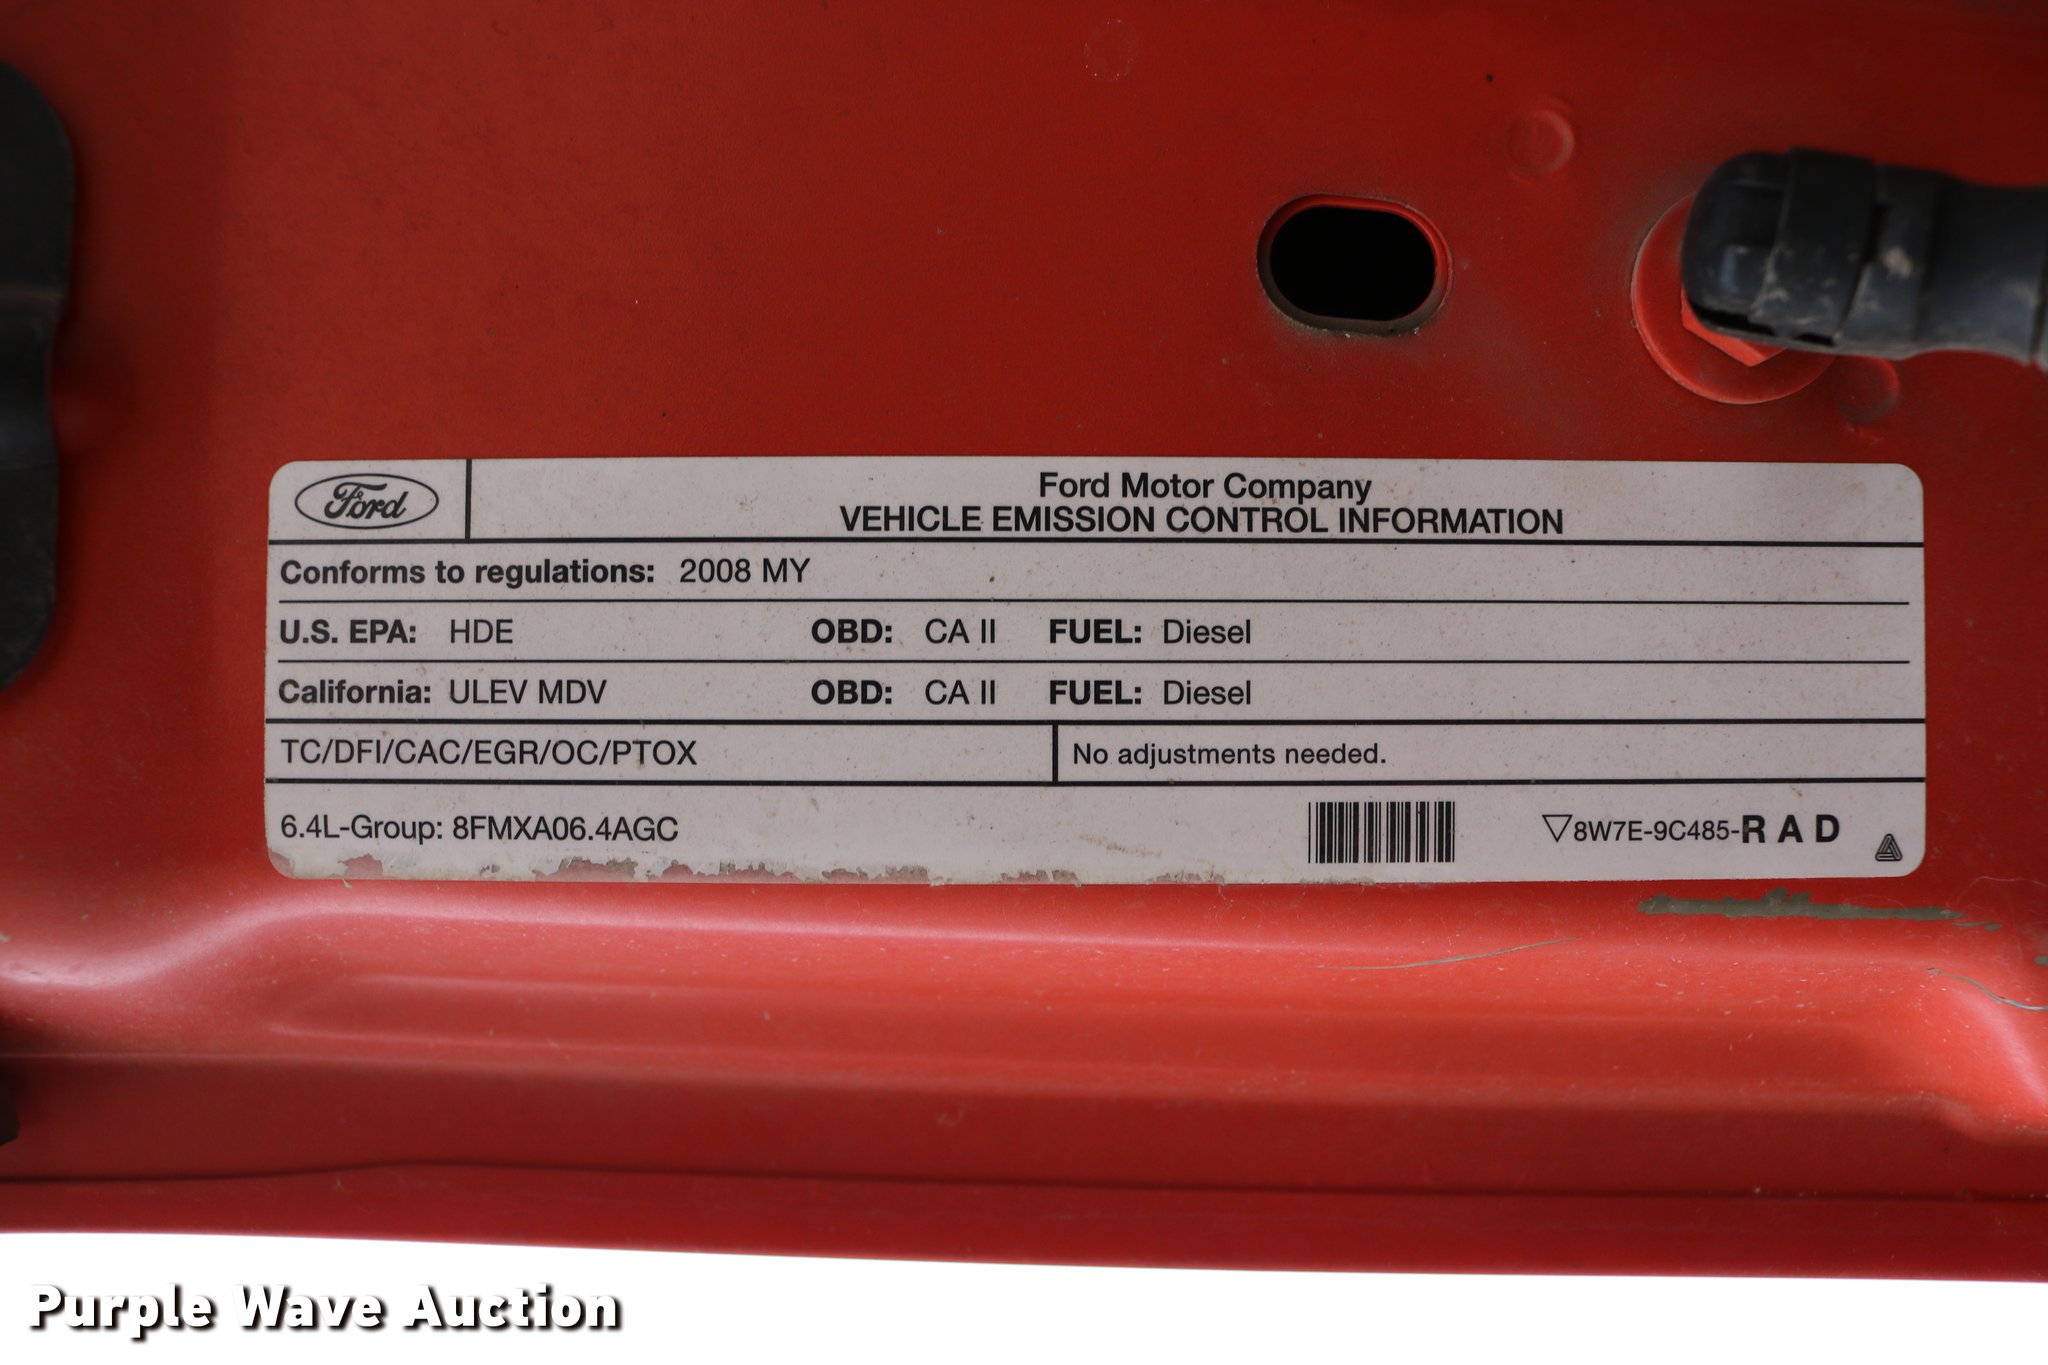 Ford
Ford Motor Company
VEHICLE EMISSION CONTROL INFORMATION
Conforms to regulations: 2008 MY
U.S. EPA: HDE OBD: CA II FUEL: Diesel
California: ULEV MDV OBD: CA II FUEL: Diesel
TC/DFI/CAC/EGR/OC/PTOX No adjustments needed.
6.4L-Group: 8FMXA06.4AGC ▽8W7E-9C485-RAD
Purple Wave Auction